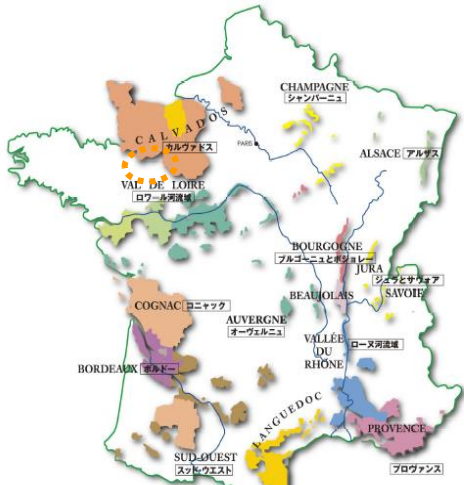 CHAMPAGNE
シャンパーニュ
CALVADOS
カルヴァドス
PARIS
ALSACE アルザス
VAL DE LOIRE
ロワール河流域
BOURGOGNE
ブルゴーニュとボジョレー
JURA
ジュラとサヴォア
SAVOIE
BEAUJOLAIS
COGNAC コニャック
AUVERGNE
オーヴェルニュ
VALLÉE
DU
RHÔNE
ローヌ河流域
BORDEAUX ボルドー
LANGUEDOC
PROVENCE
プロヴァンス
SUD-OUEST
スッド・ウエスト